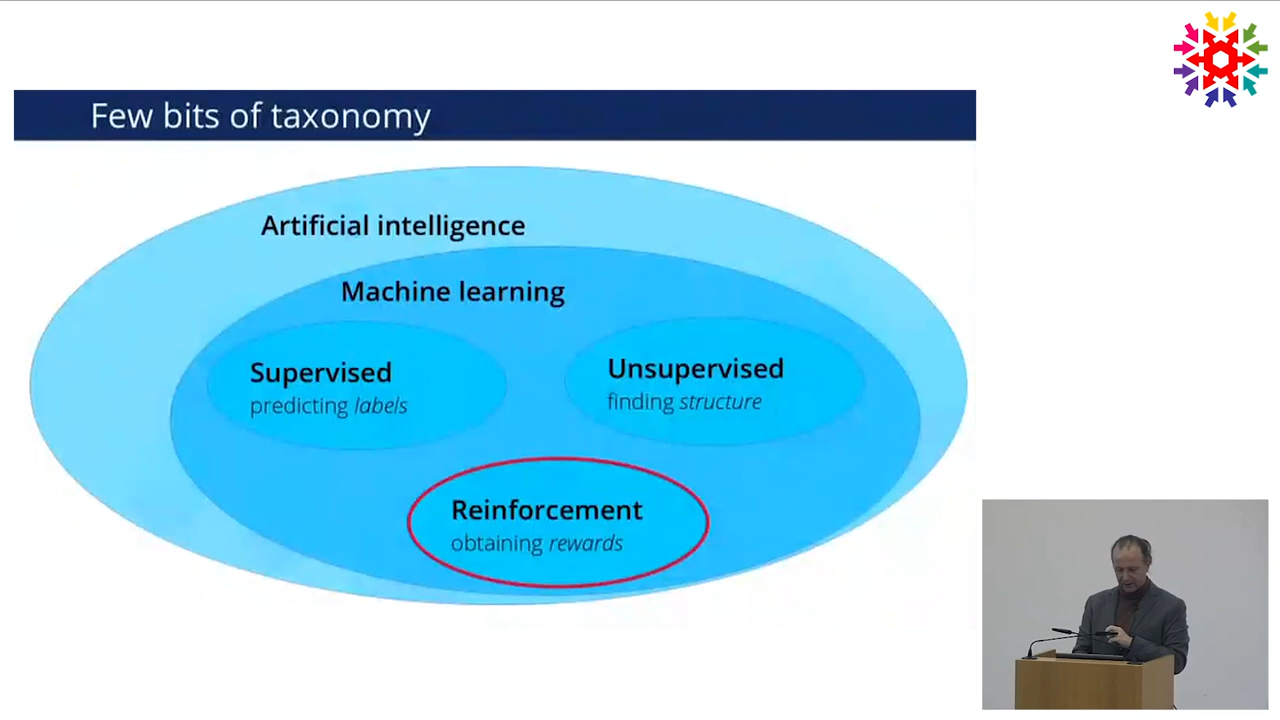 Few bits of taxonomy
Artificial intelligence
Machine learning
Supervised
predicting labels
Unsupervised
finding structure
Reinforcement
obtaining rewards